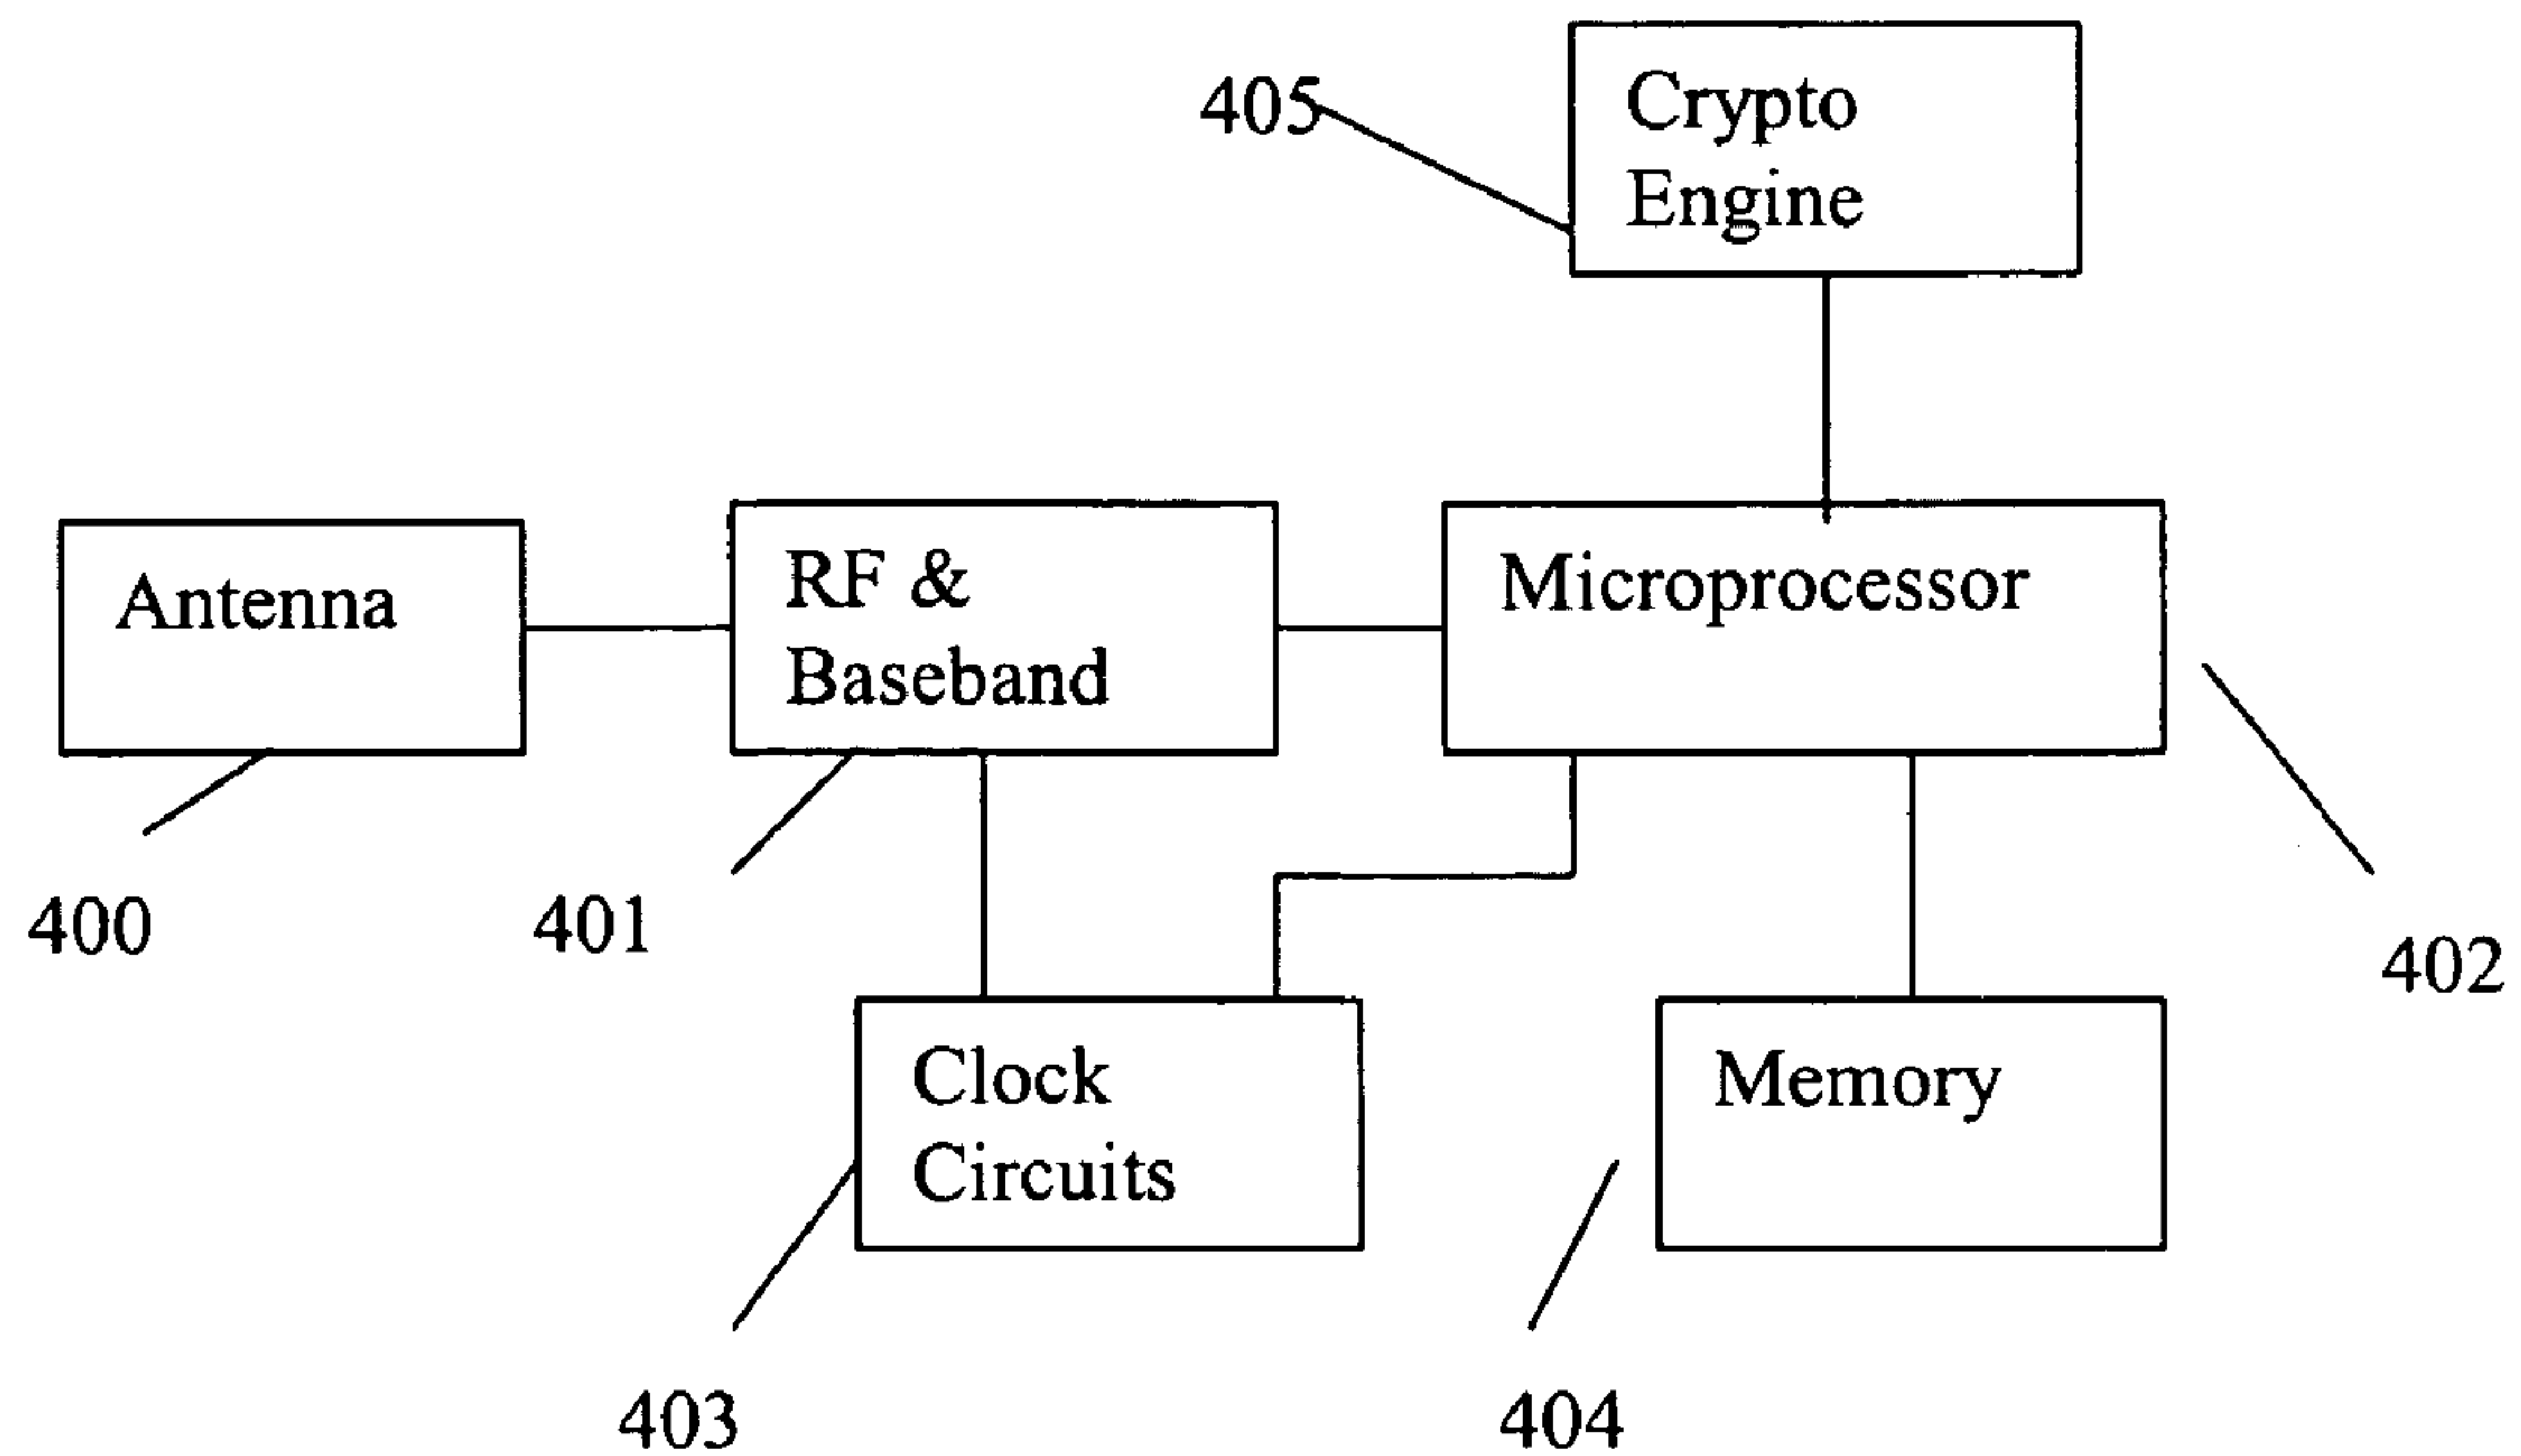 405
Crypto
Engine
Antenna
RF &
Baseband
Microprocessor
400
401
402
Clock
Circuits
Memory
403
404